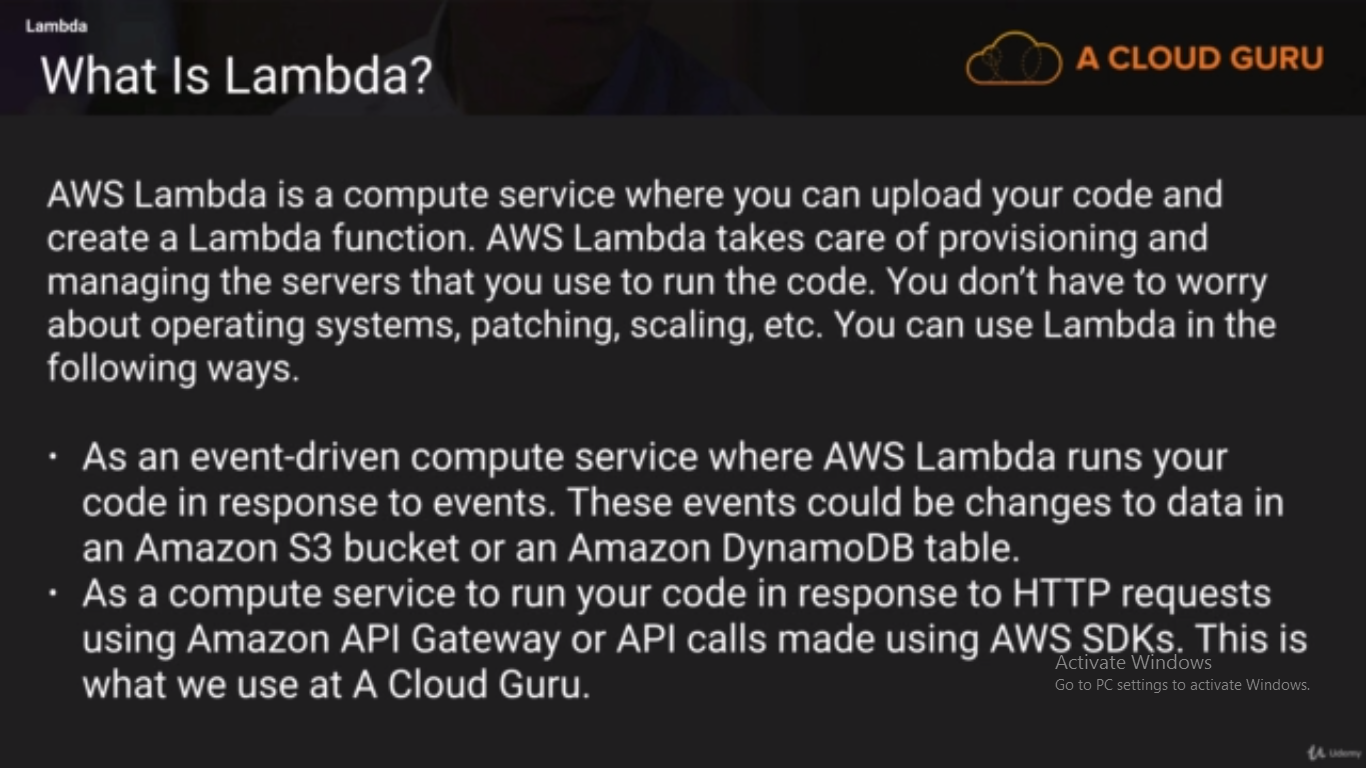 Lambda
What Is Lambda?
A CLOUD GURU
AWS Lambda is a compute service where you can upload your code and
create a Lambda function. AWS Lambda takes care of provisioning and
managing the servers that you use to run the code. You don’t have to worry
about operating systems, patching, scaling, etc. You can use Lambda in the
following ways.
· As an event-driven compute service where AWS Lambda runs your
code in response to events. These events could be changes to data in
an Amazon S3 bucket or an Amazon DynamoDB table.
· As a compute service to run your code in response to HTTP requests
using Amazon API Gateway or API calls made using AWS SDKs. This is
what we use at A Cloud Guru.
Activate Windows
Go to PC settings to activate Windows.
Udemy